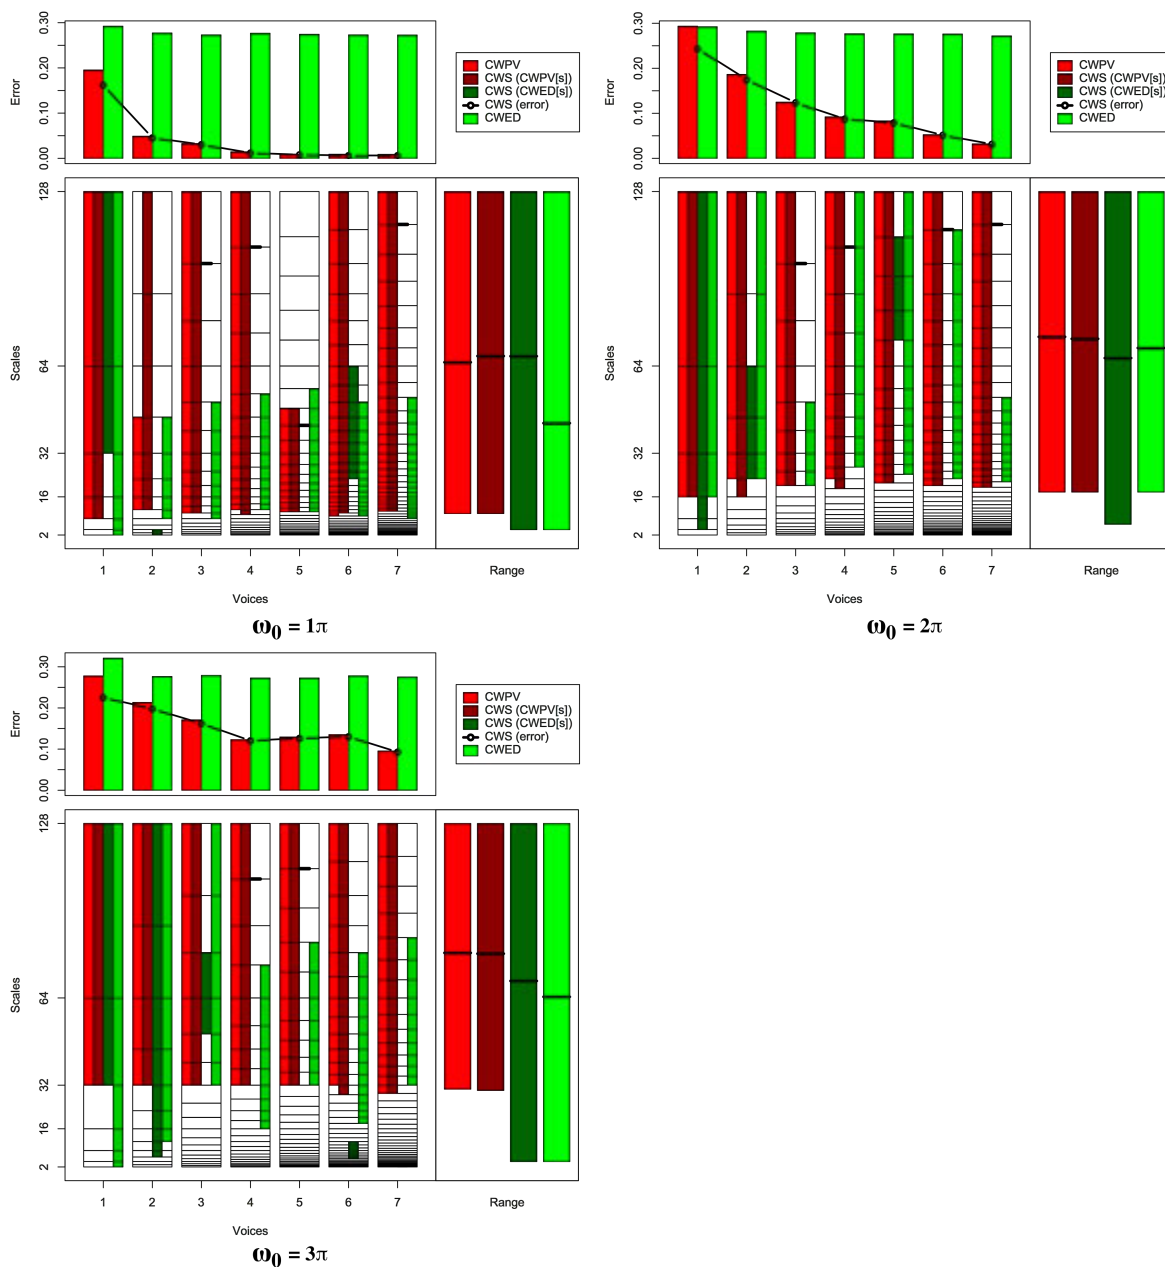 0.00 0.10 0.20 0.30
Error
CWPV
CWS (CWPV[s])
CWS (CWED[s])
CWS (error)
CWED
2 16 32 64 128
Scales
1 2 3 4 5 6 7
Range
Voices
ω0 = 1π
0.00 0.10 0.20 0.30
Error
CWPV
CWS (CWPV[s])
CWS (CWED[s])
CWS (error)
CWED
2 16 32 64 128
Scales
1 2 3 4 5 6 7
Range
Voices
ω0 = 2π
0.00 0.10 0.20 0.30
Error
CWPV
CWS (CWPV[s])
CWS (CWED[s])
CWS (error)
CWED
2 16 32 64 128
Scales
1 2 3 4 5 6 7
Range
Voices
ω0 = 3π